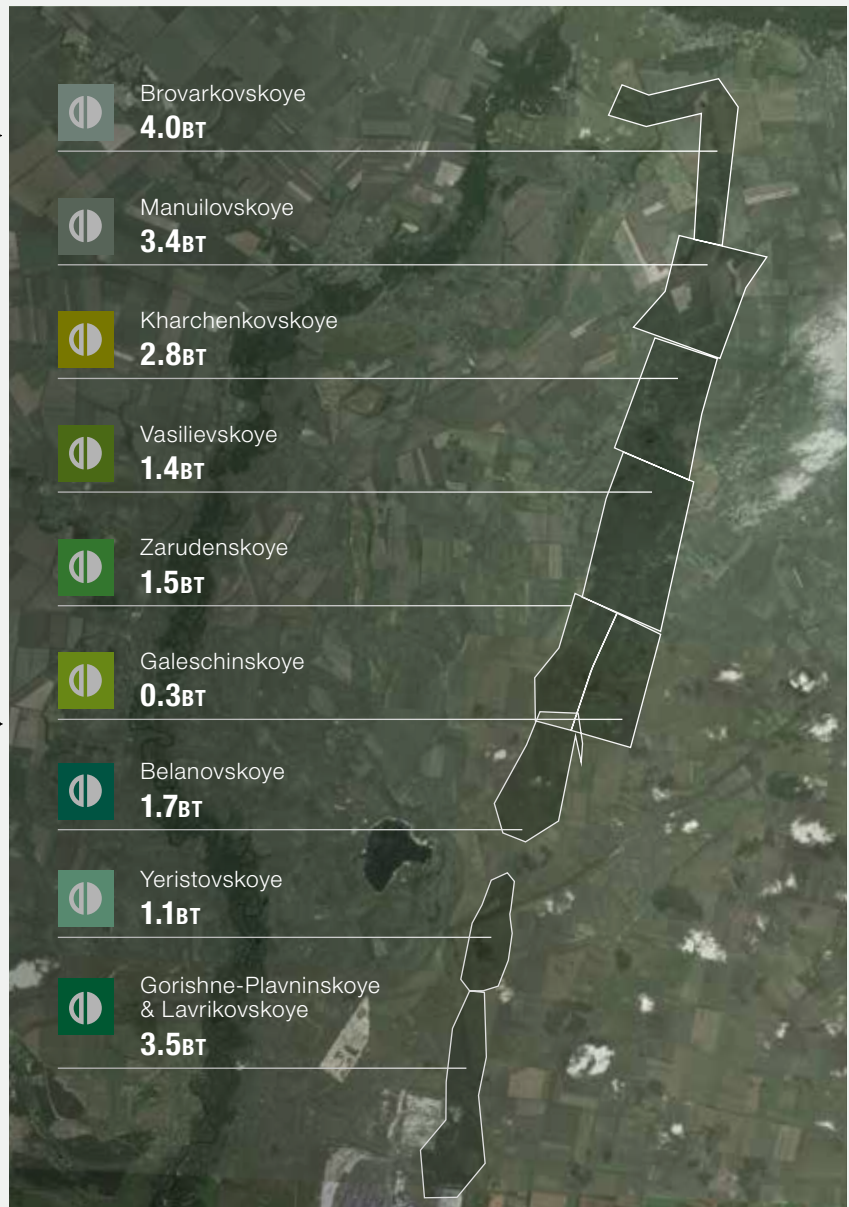 Brovarkovskoye
4.0BT
Manuilovskoye
3.4BT
Kharchenkovskoye
2.8BT
Vasilievskoye
1.4BT
Zarudenskoye
1.5BT
Galeschinskoye
0.3BT
Belanovskoye
1.7BT
Yeristovskoye
1.1BT
Gorishne-Plavninskoye
& Lavrikovskoye
3.5BT